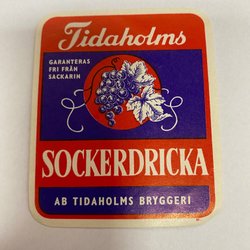 Tidaholms
GARANTERAS
FRI FRÅN
SACKARIN
SOCKERDRICKA
AB TIDAHOLMS BRYGGERI